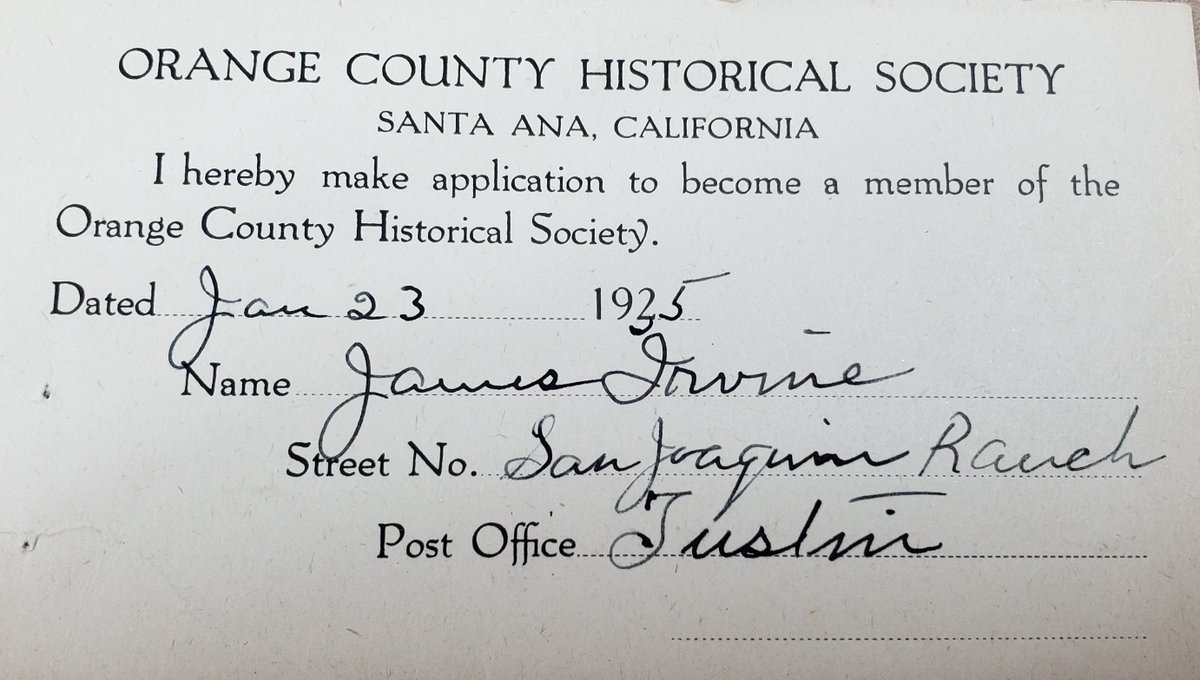 ORANGE COUNTY HISTORICAL SOCIETY
SANTA ANA, CALIFORNIA
I hereby make application to become a member of the
Orange County Historical Society.
Dated Jan 23 1935
Name James Irvine
Street No. San Joaquin Ranch
Post Office Tustin